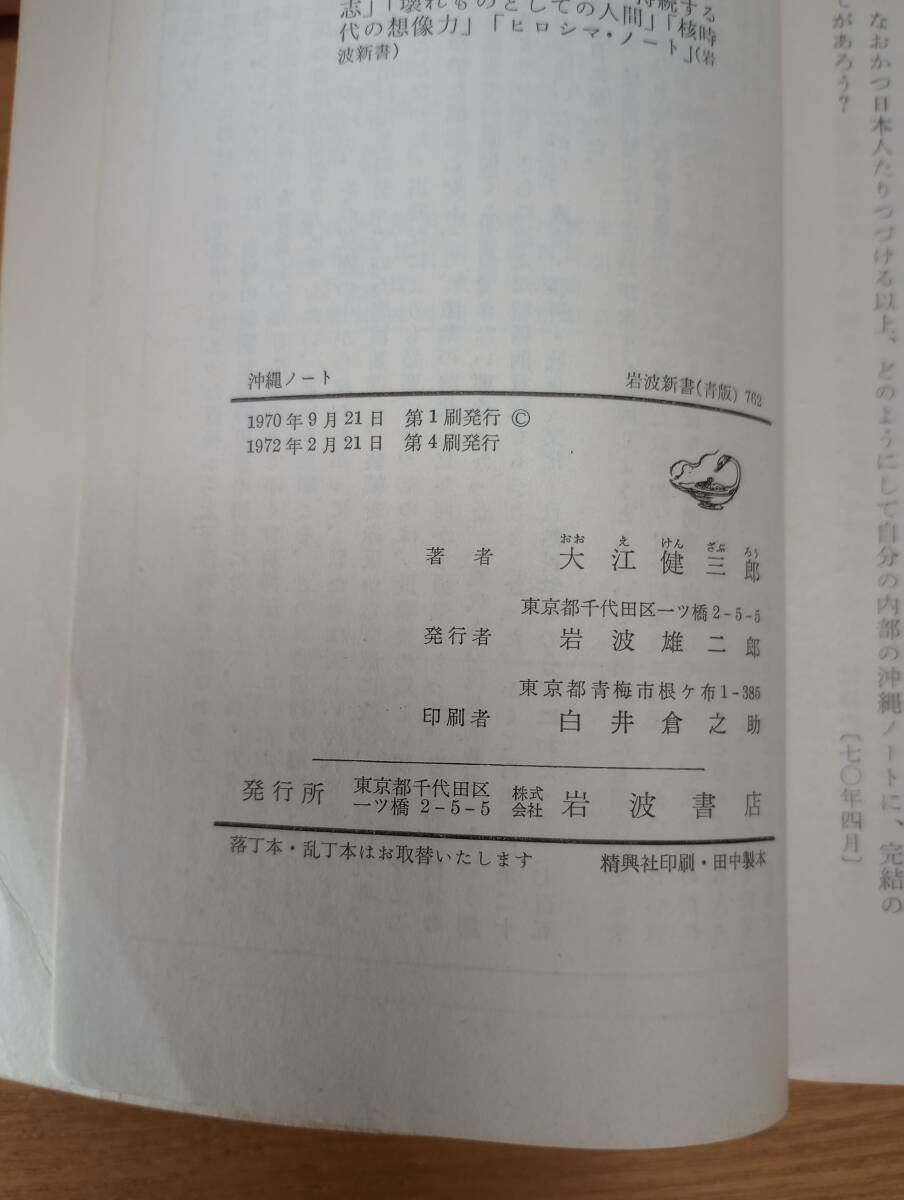 なおかつ日本人たりつづける以上、どのようにして自分の内部の沖縄ノートに、完結の
があろう?
〔七〇年四月〕
志」「壊れものとしての人間」「核時
代の想像力」「ヒロシマ・ノート」(岩
波新書)
沖縄ノート 岩波新書(青版) 762
1970年9月21日 第1刷発行 ©
1972年2月21日 第4刷発行
著者 大江健三郎
おおえけんざぶろう
東京都千代田区一ツ橋2-5-5
発行者 岩波雄二郎
東京都青梅市根ヶ布1-385
印刷者 白井倉之助
発行所 東京都千代田区一ツ橋 2-5-5 株式会社 岩波書店
落丁本・乱丁本はお取替いたします 精興社印刷・田中製本